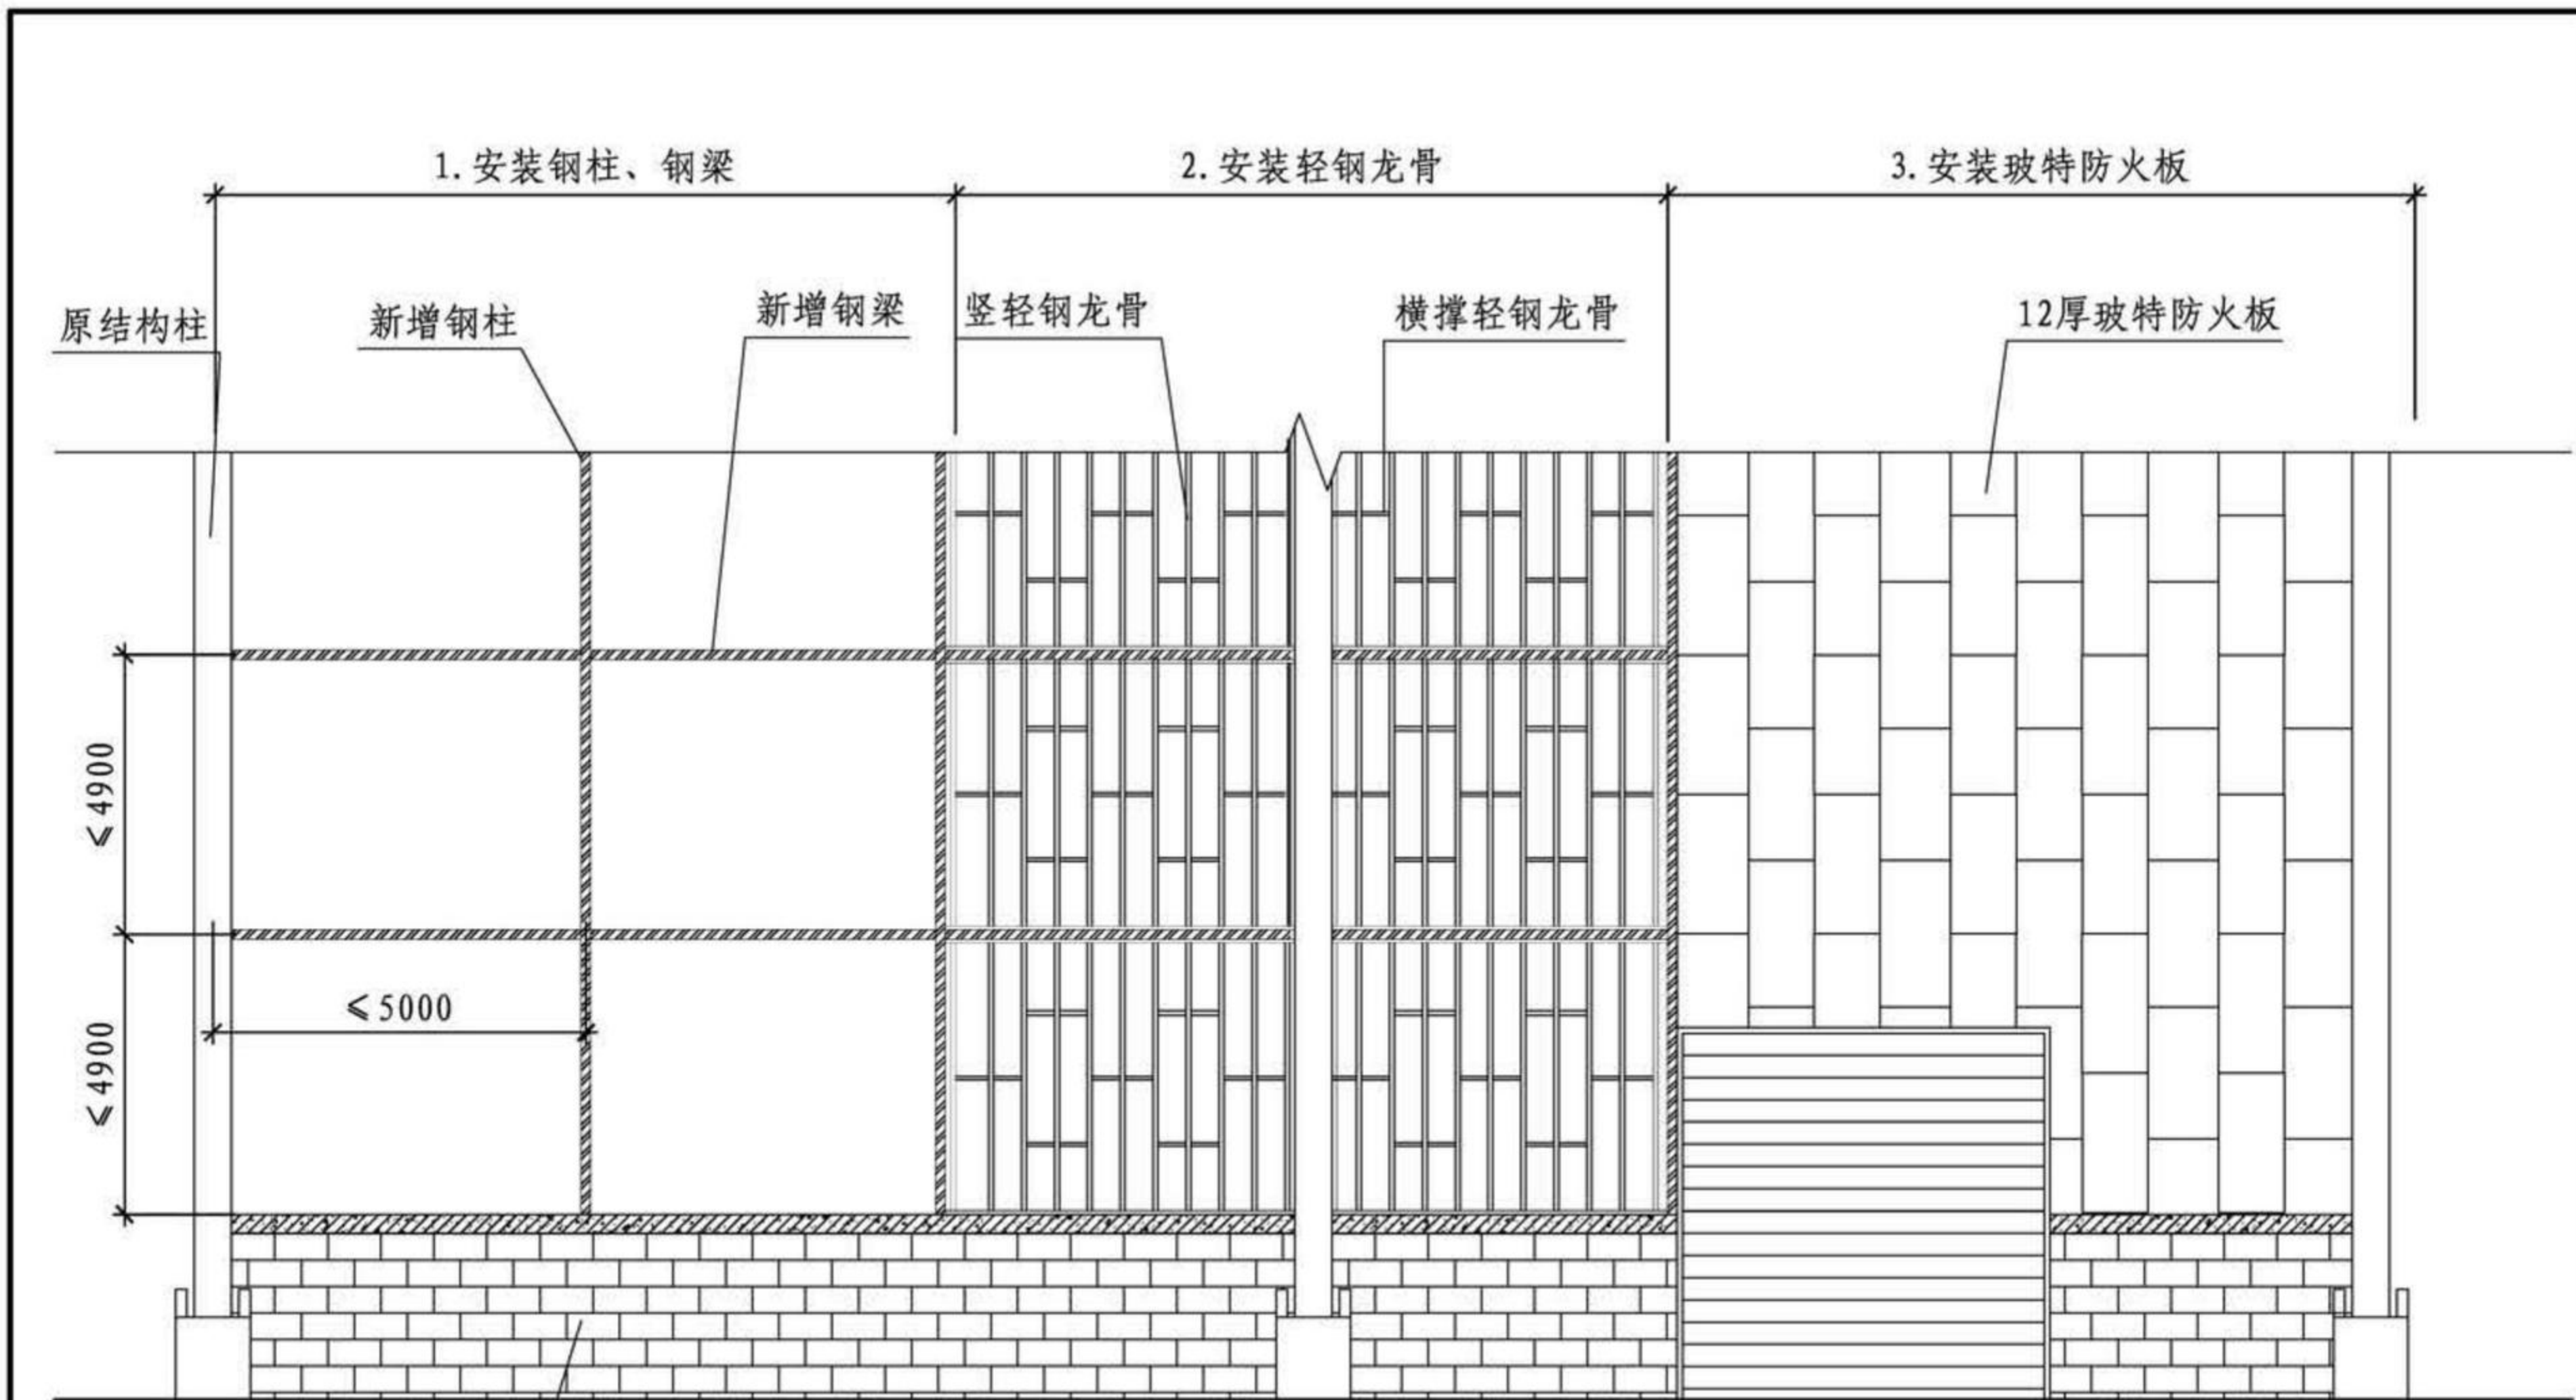 1.安装钢柱、钢梁
2.安装轻钢龙骨
3.安装玻特防火板
原结构柱
新增钢柱
新增钢梁
竖轻钢龙骨
横撑轻钢龙骨
12厚玻特防火板
≤4900
≤5000
≤4900